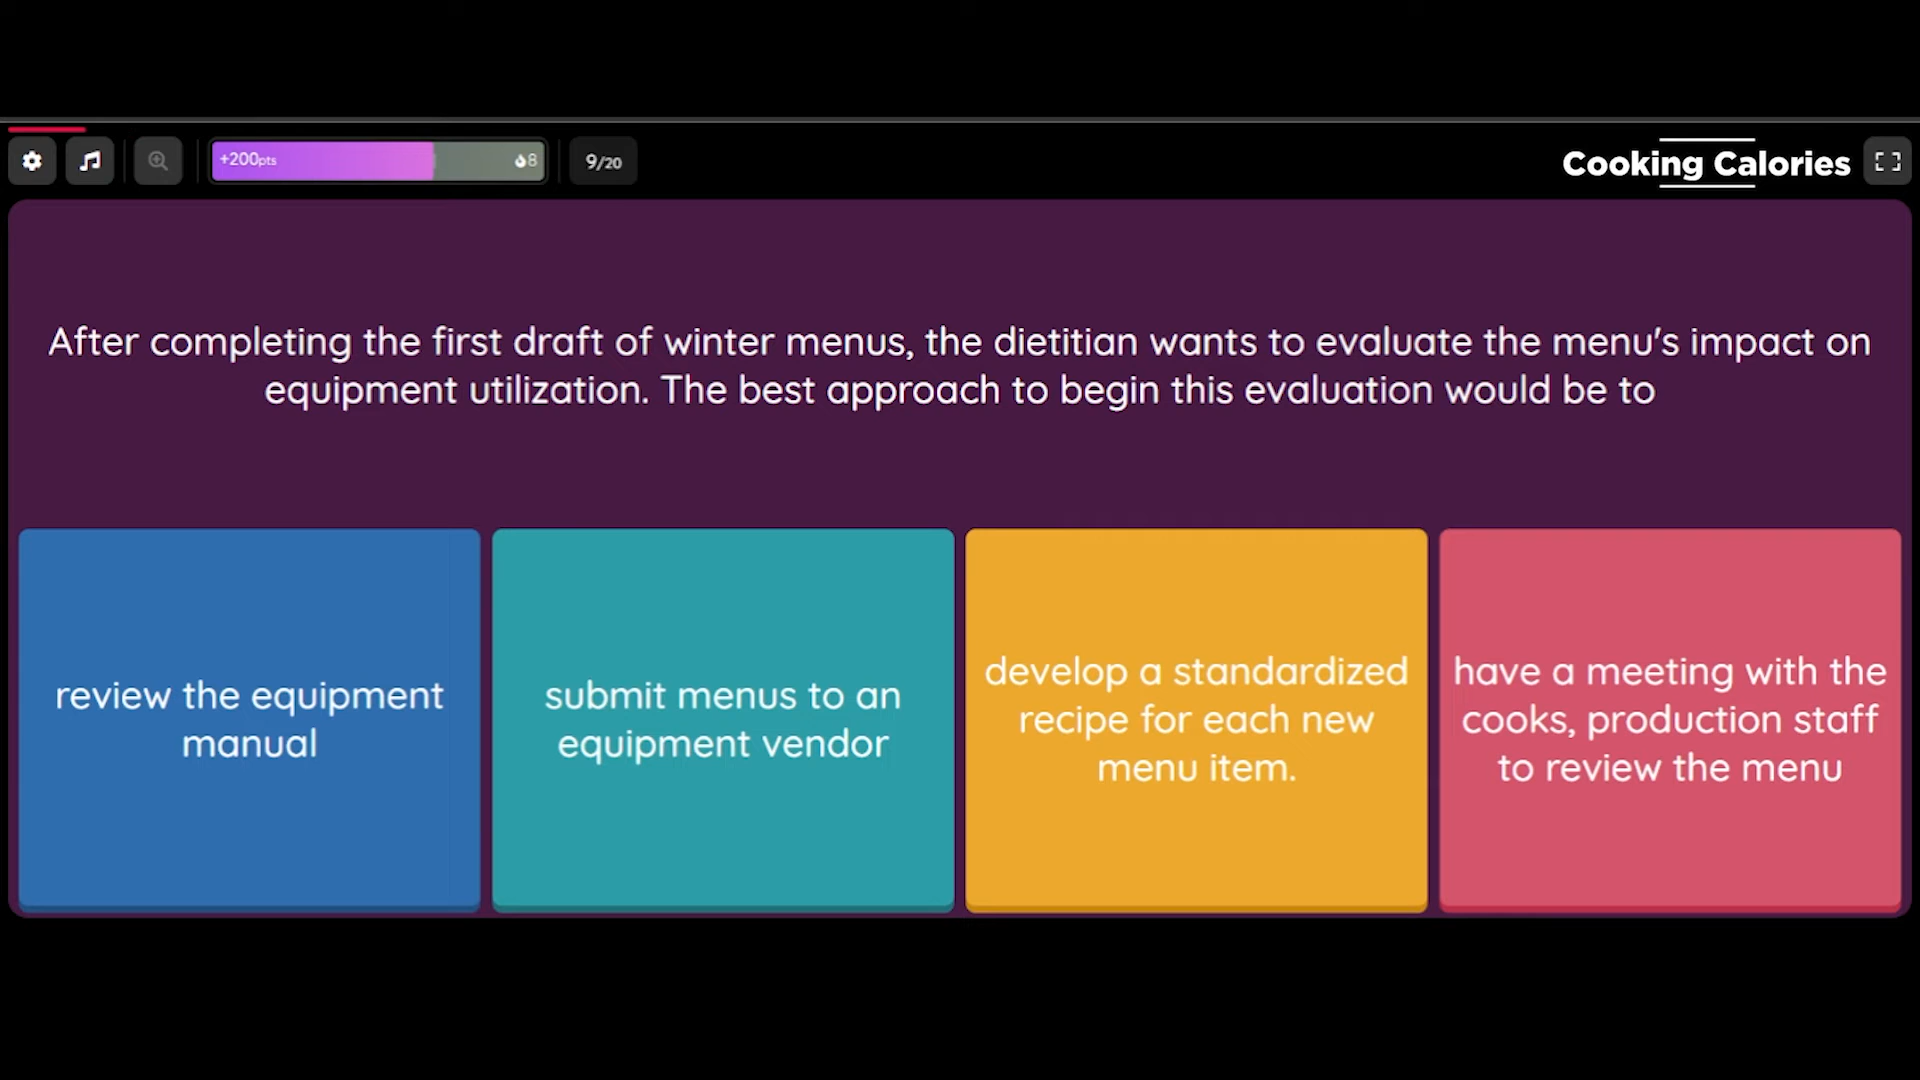 +200pts
8
9/20
Cooking Calories
After completing the first draft of winter menus, the dietitian wants to evaluate the menu's impact on
equipment utilization. The best approach to begin this evaluation would be to
review the equipment
manual
submit menus to an
equipment vendor
develop a standardized
recipe for each new
menu item.
have a meeting with the
cooks, production staff
to review the menu